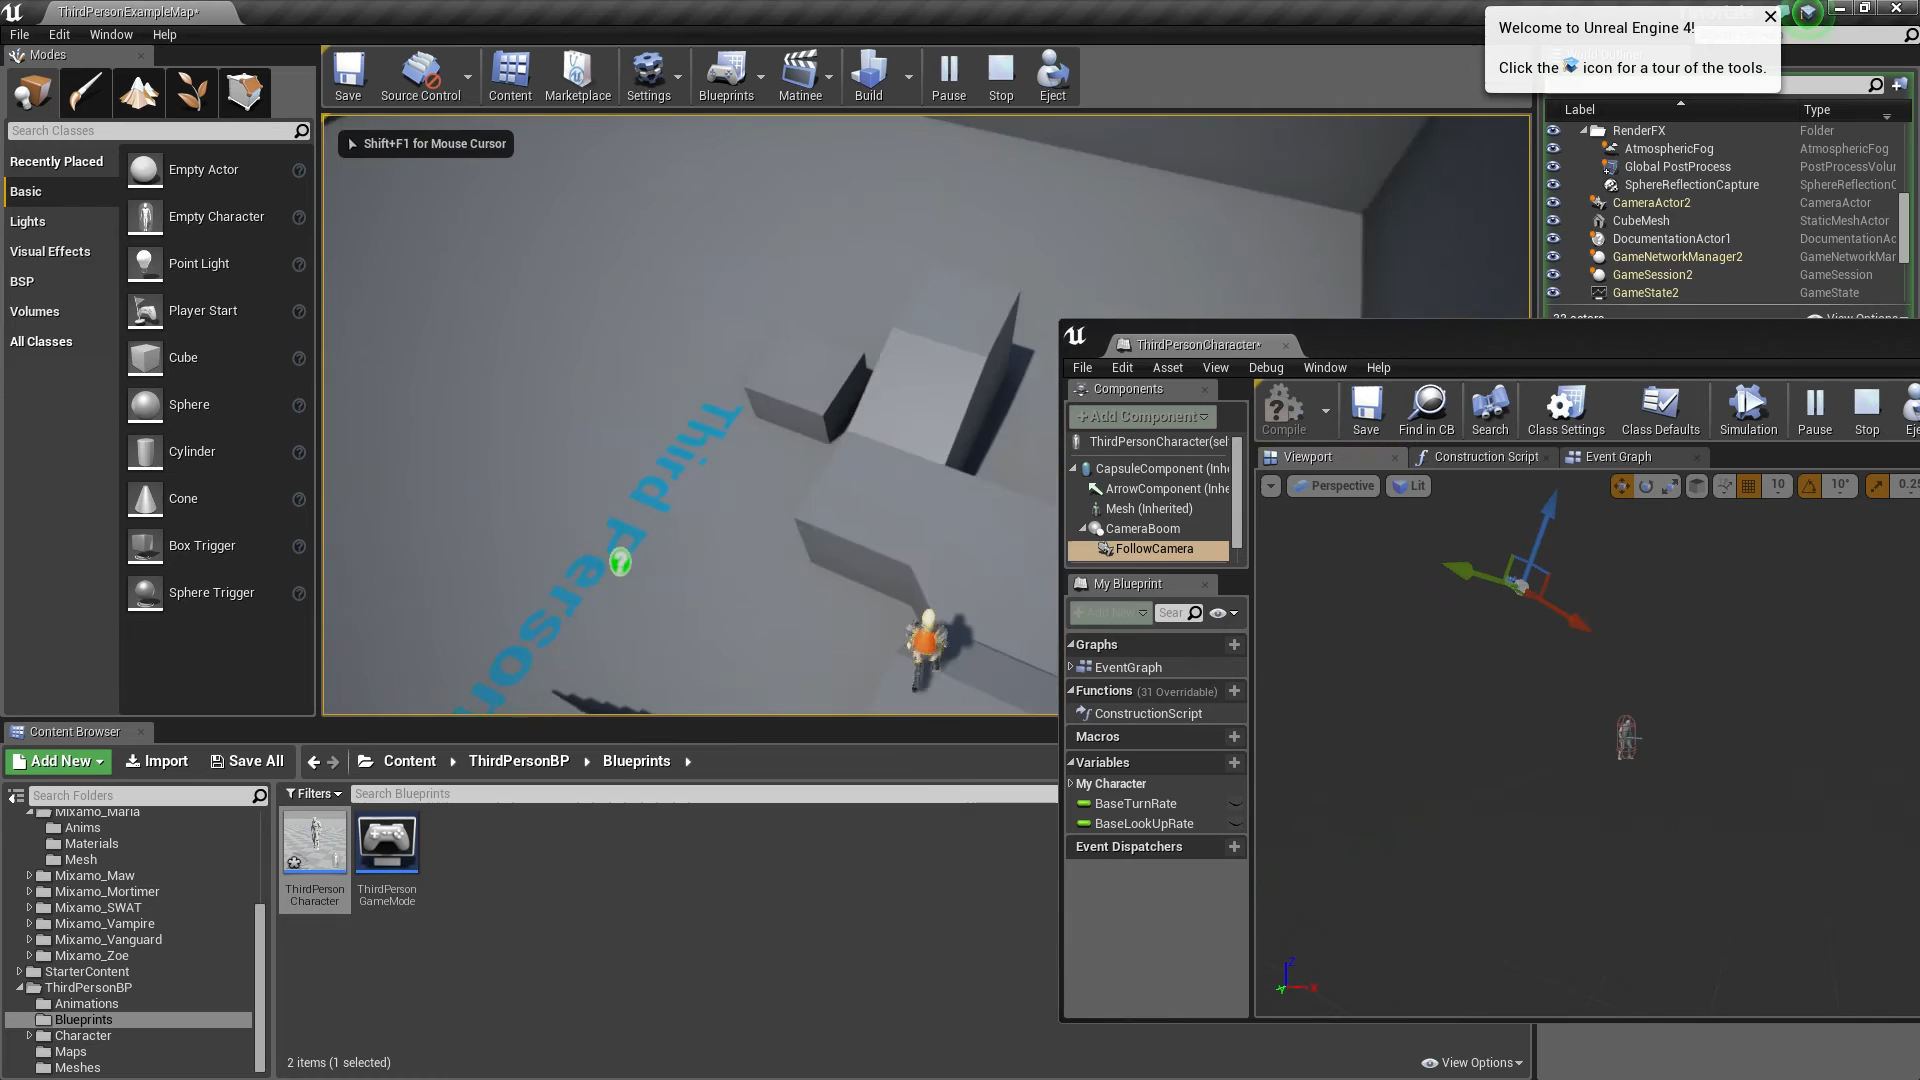 ThirdPersonExampleMap*
File Edit Window Help
Welcome to Unreal Engine 4!
Click the icon for a tour of the tools.
Modes
Search Classes
Recently Placed
Basic
Lights
Visual Effects
BSP
Volumes
All Classes
Empty Actor
Empty Character
Point Light
Player Start
Cube
Sphere
Cylinder
Cone
Box Trigger
Sphere Trigger
Save Source Control Content Marketplace Settings Blueprints Matinee Build Pause Stop Eject
Shift+F1 for Mouse Cursor
Third Person
Label Type
RenderFX Folder
AtmosphericFog AtmosphericFog
Global PostProcess PostProcessVolu
SphereReflectionCapture SphereReflectionC
CameraActor2 CameraActor
CubeMesh StaticMeshActor
DocumentationActor1 DocumentationAc
GameNetworkManager2 GameNetworkMar
GameSession2 GameSession
GameState2 GameState
ThirdPersonCharacter*
File Edit Asset View Debug Window Help
Components
+Add Component
ThirdPersonCharacter(sel
CapsuleComponent (Inhe
ArrowComponent (Inhe
Mesh (Inherited)
CameraBoom
FollowCamera
My Blueprint
+Add New Sear
Graphs
EventGraph
Functions (31 Overridable)
ConstructionScript
Macros
Variables
My Character
BaseTurnRate
BaseLookUpRate
Event Dispatchers
Compile Save Find in CB Search Class Settings Class Defaults Simulation Pause Stop Eje
Viewport Construction Script Event Graph
Perspective Lit 10 10° 0.25
Z
Y X
Content Browser
Add New Import Save All Content ThirdPersonBP Blueprints
Search Folders
Filters Search Blueprints
Mixamo_Maria
Anims
Materials
Mesh
Mixamo_Maw
Mixamo_Mortimer
Mixamo_SWAT
Mixamo_Vampire
Mixamo_Vanguard
Mixamo_Zoe
StarterContent
ThirdPersonBP
Animations
Blueprints
Character
Maps
Meshes
ThirdPerson
Character
ThirdPerson
GameMode
2 items (1 selected)
View Options